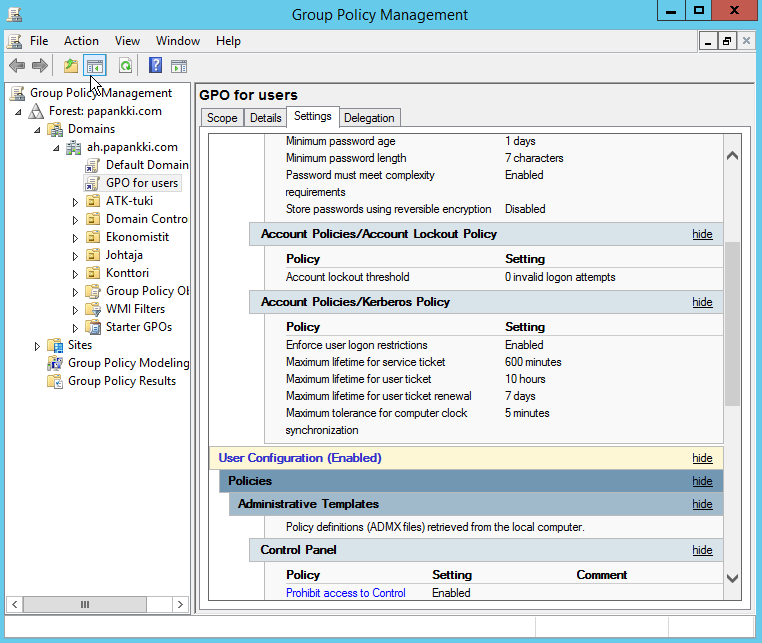 Group Policy Management
File Action View Window Help
Group Policy Management
Forest: papankki.com
Domains
ah.papankki.com
Default Domain
GPO for users
ATK-tuki
Domain Contro
Ekonomistit
Johtaja
Konttori
Group Policy Ob
WMI Filters
Starter GPOs
Sites
Group Policy Modeling
Group Policy Results
GPO for users
Scope Details Settings Delegation
Minimum password age 1 days
Minimum password length 7 characters
Password must meet complexity Enabled
requirements
Store passwords using reversible encryption Disabled
Account Policies/Account Lockout Policy hide
Policy Setting
Account lockout threshold 0 invalid logon attempts
Account Policies/Kerberos Policy hide
Policy Setting
Enforce user logon restrictions Enabled
Maximum lifetime for service ticket 600 minutes
Maximum lifetime for user ticket 10 hours
Maximum lifetime for user ticket renewal 7 days
Maximum tolerance for computer clock 5 minutes
synchronization
User Configuration (Enabled) hide
Policies hide
Administrative Templates hide
Policy definitions (ADMX files) retrieved from the local computer.
Control Panel hide
Policy Setting Comment
Prohibit access to Control Enabled